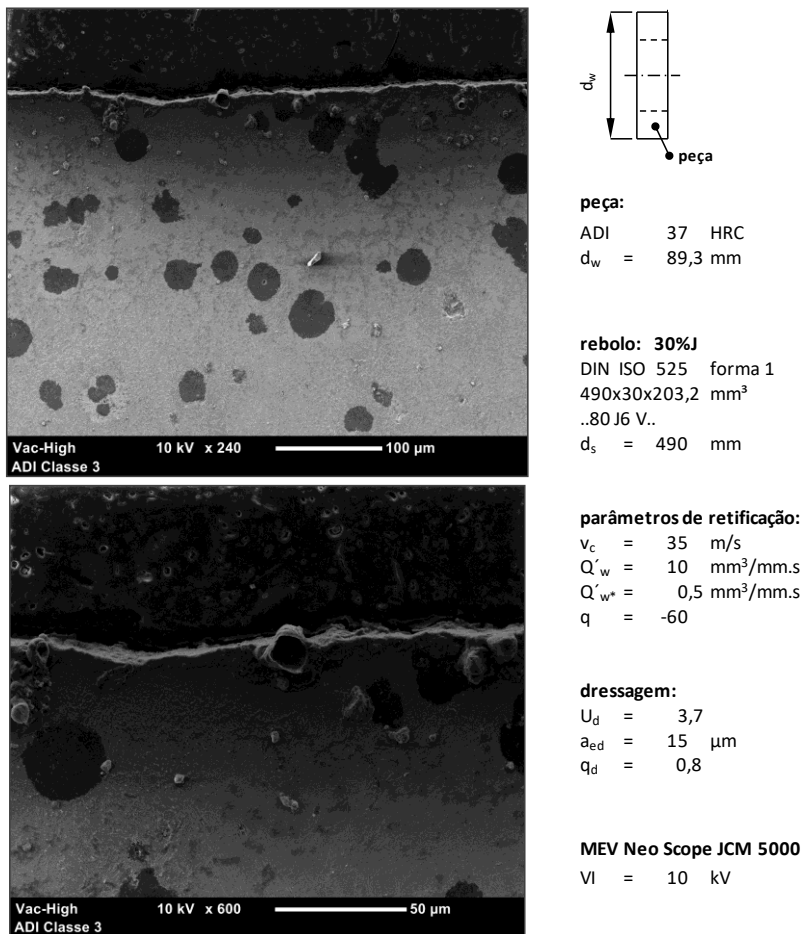 Vac-High 10 kV x 240 100 µm
ADI Classe 3
Vac-High 10 kV x 600 50 µm
ADI Classe 3
d_w
peça
peça:
ADI 37 HRC
d_w = 89,3 mm
rebolo: 30%J
DIN ISO 525 forma 1
490x30x203,2 mm³
..80 J6 V..
d_s = 490 mm
parâmetros de retificação:
v_c = 35 m/s
Q´_w = 10 mm³/mm.s
Q´_w* = 0,5 mm³/mm.s
q = -60
dressagem:
U_d = 3,7
a_ed = 15 µm
q_d = 0,8
MEV Neo Scope JCM 5000
VI = 10 kV